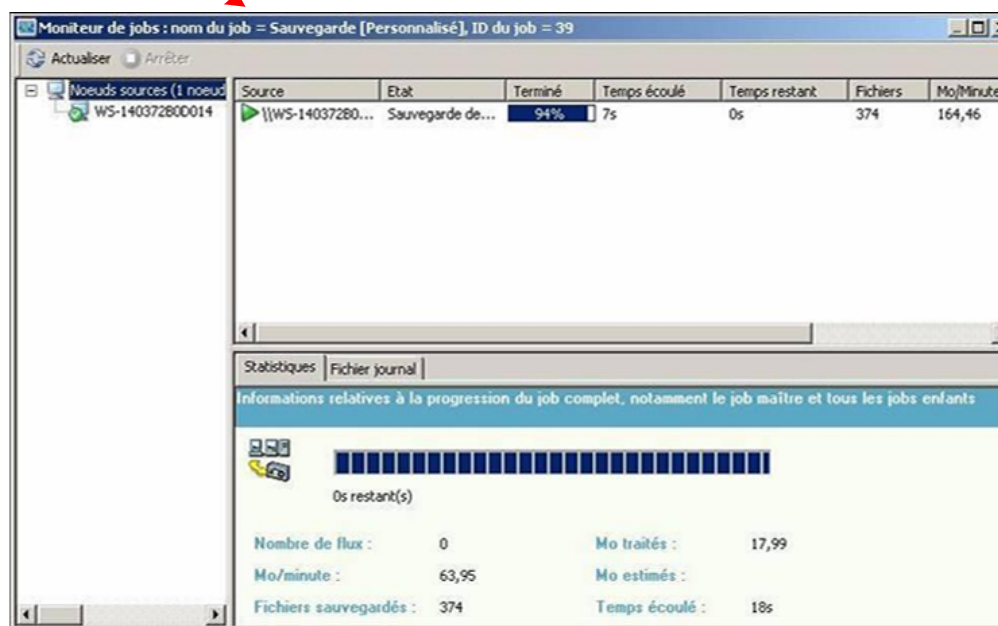 Moniteur de jobs : nom du job = Sauvegarde [Personnalisé], ID du job = 39
Actualiser Arrêter
Noeuds sources (1 noeud
WS-140372B0D014
Source Etat Terminé Temps écoulé Temps restant Fichiers Mo/Minute
\\WS-140372B0... Sauvegarde de... 94% 7s 0s 374 164,46
Statistiques Fichier journal
Informations relatives à la progression du job complet, notamment le job maître et tous les jobs enfants
0s restant(s)
Nombre de flux : 0 Mo traités : 17,99
Mo/minute : 63,95 Mo estimés :
Fichiers sauvegardés : 374 Temps écoulé : 18s